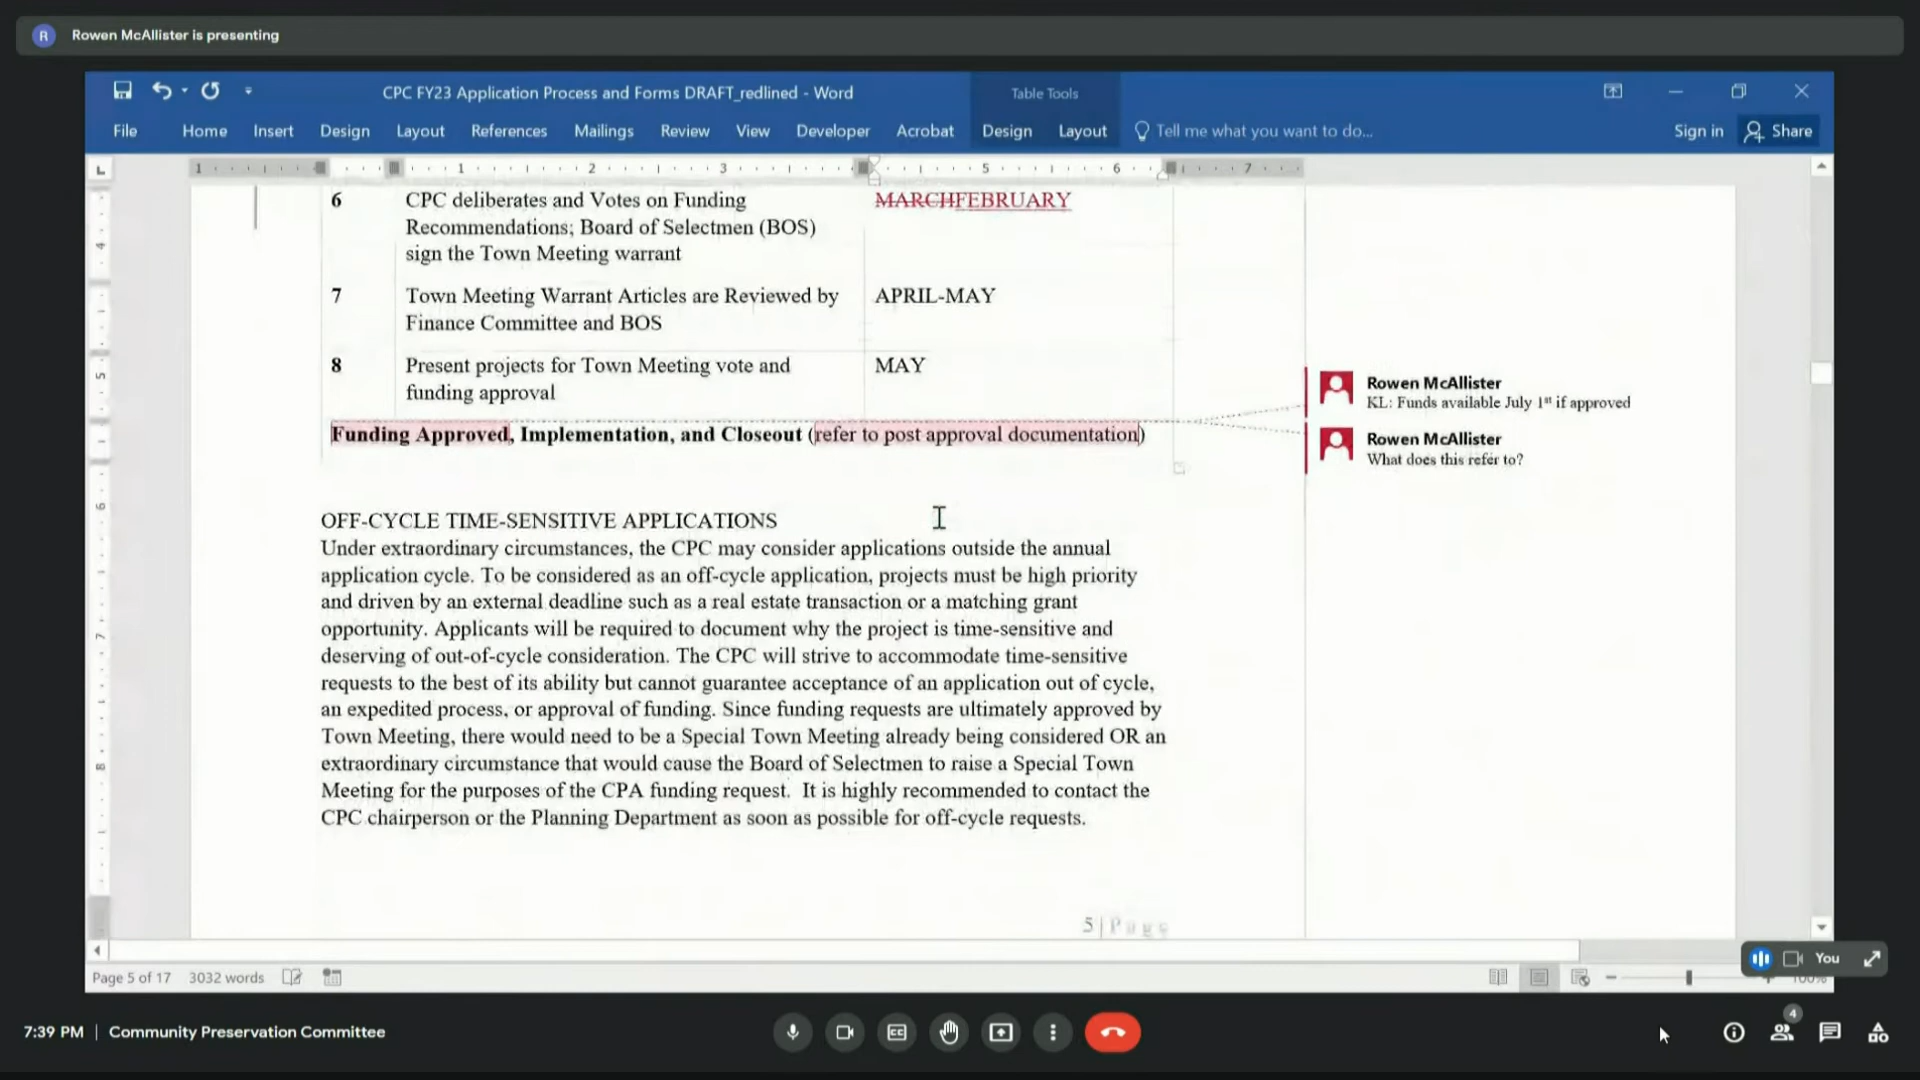 R Rowen McAllister is presenting
CPC FY23 Application Process and Forms DRAFT_redlined - Word
Table Tools
File Home Insert Design Layout References Mailings Review View Developer Acrobat Design Layout Tell me what you want to do... Sign in Share
1 1 2 3 5 6 7
6 CPC deliberates and Votes on Funding MARCHFEBRUARY
Recommendations; Board of Selectmen (BOS)
sign the Town Meeting warrant
7 Town Meeting Warrant Articles are Reviewed by APRIL-MAY
Finance Committee and BOS
8 Present projects for Town Meeting vote and MAY
funding approval
Rowen McAllister
KL: Funds available July 1st if approved
Funding Approved, Implementation, and Closeout (refer to post approval documentation)
Rowen McAllister
What does this refer to?
OFF-CYCLE TIME-SENSITIVE APPLICATIONS
Under extraordinary circumstances, the CPC may consider applications outside the annual
application cycle. To be considered as an off-cycle application, projects must be high priority
and driven by an external deadline such as a real estate transaction or a matching grant
opportunity. Applicants will be required to document why the project is time-sensitive and
deserving of out-of-cycle consideration. The CPC will strive to accommodate time-sensitive
requests to the best of its ability but cannot guarantee acceptance of an application out of cycle,
an expedited process, or approval of funding. Since funding requests are ultimately approved by
Town Meeting, there would need to be a Special Town Meeting already being considered OR an
extraordinary circumstance that would cause the Board of Selectmen to raise a Special Town
Meeting for the purposes of the CPA funding request.  It is highly recommended to contact the
CPC chairperson or the Planning Department as soon as possible for off-cycle requests.
5 | Page
You
Page 5 of 17 3032 words 100%
7:39 PM | Community Preservation Committee
CC
4